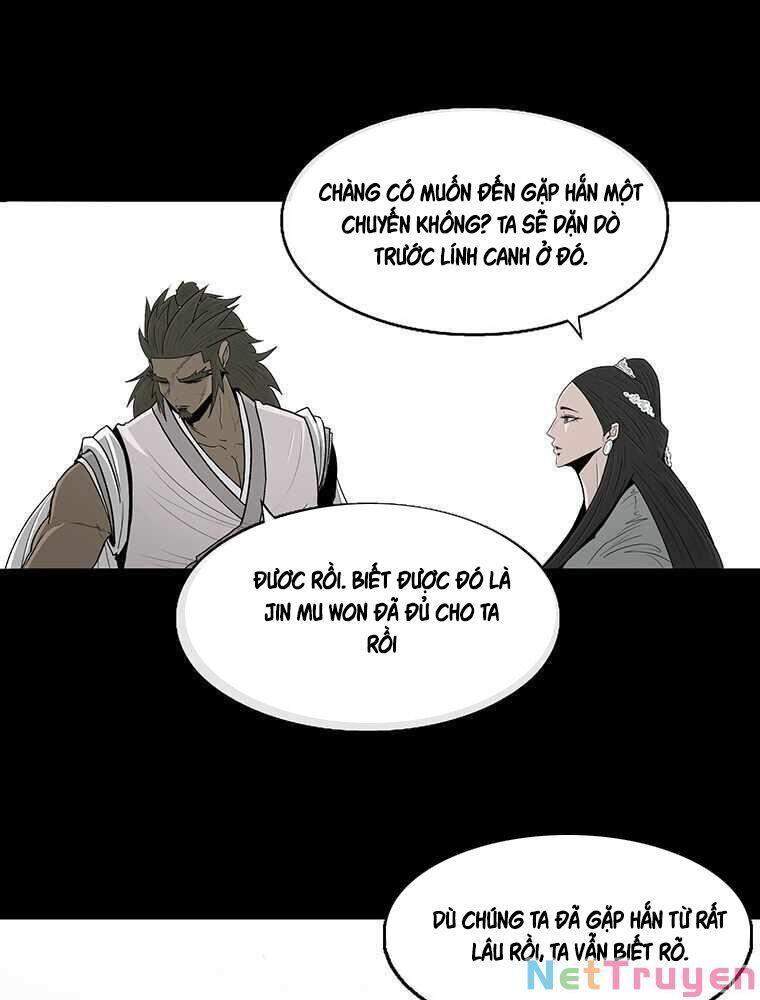 CHÀNG CÓ MUỐN ĐẾN GẶP HẮN MỘT
CHUYẾN KHÔNG? TA SẼ DẶN DÒ
TRƯỚC LÍNH CANH Ở ĐÓ.
ĐƯƠC RỒI. BIẾT ĐƯỢC ĐÓ LÀ
JIN MU WON ĐÃ ĐỦ CHO TA
RỒI
DÙ CHÚNG TA ĐÃ GẶP HẮN TỪ RẤT
LÂU RỒI, TA VẪN BIẾT RÕ.
NetTruyen